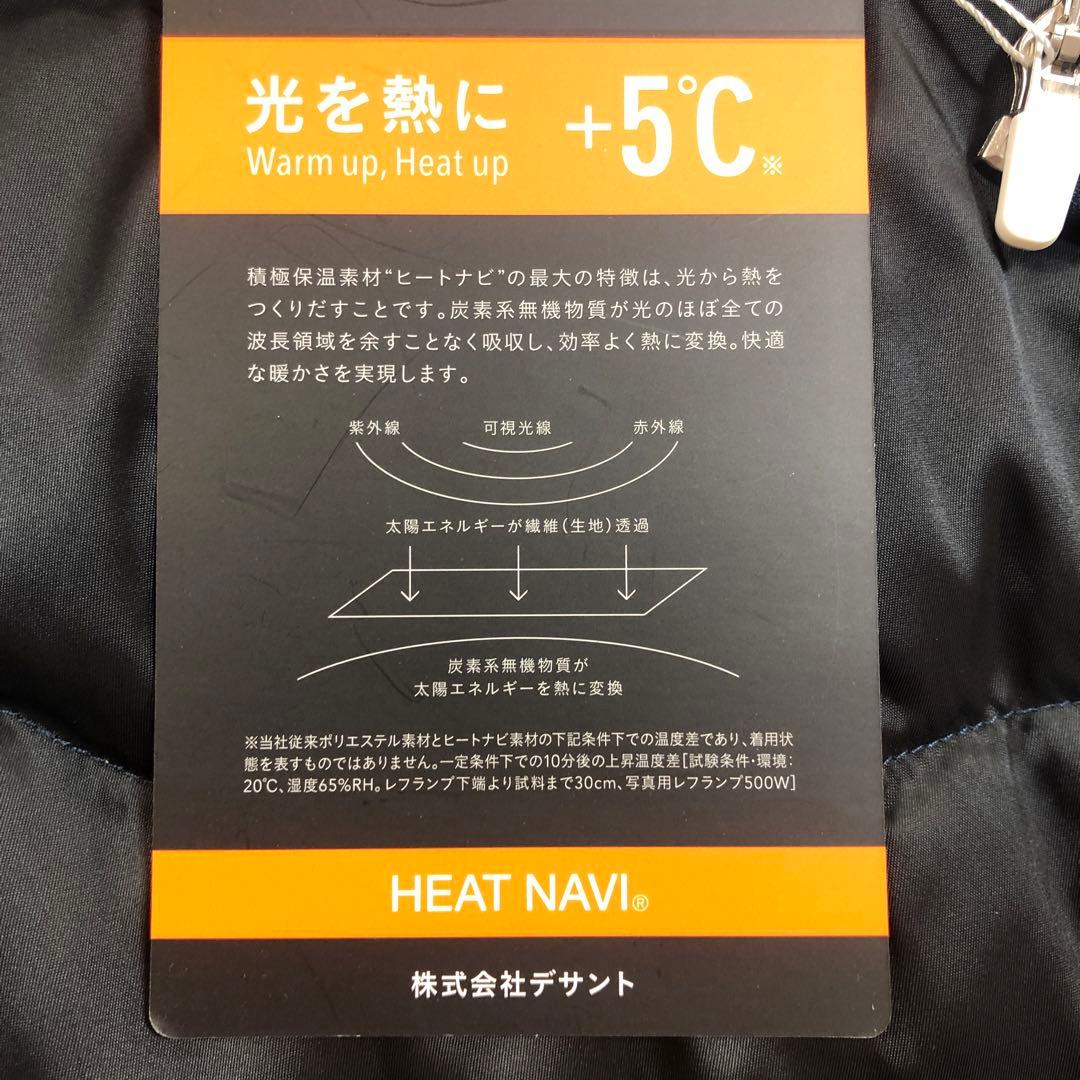 光を熱に +5℃※
Warm up, Heat up
積極保温素材“ヒートナビ”の最大の特徴は、光から熱を
つくりだすことです。炭素系無機物質が光のほぼ全ての
波長領域を余すことなく吸収し、効率よく熱に変換。快適
な暖かさを実現します。
紫外線 可視光線 赤外線
太陽エネルギーが繊維(生地)透過
炭素系無機物質が
太陽エネルギーを熱に変換
※当社従来ポリエステル素材とヒートナビ素材の下記条件下での温度差であり、着用状
態を表すものではありません。一定条件下での10分後の上昇温度差[試験条件・環境:
20℃、湿度65%RH。レフランプ下端より試料まで30cm、写真用レフランプ500W]
HEAT NAVI®
株式会社デサント